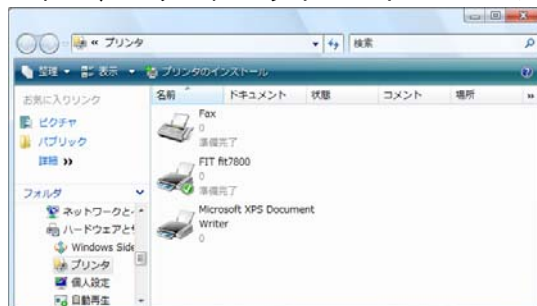 « プリンタ
検索
整理 表示 プリンタのインストール
お気に入りリンク
ピクチャ
パブリック
詳細 »
フォルダ
ネットワークと
ハードウェアと
Windows Side
プリンタ
個人設定
自動再生
名前 ドキュメント 状態 コメント 場所 »
Fax
0
準備完了
FIT fit7800
0
準備完了
Microsoft XPS Document
Writer
0